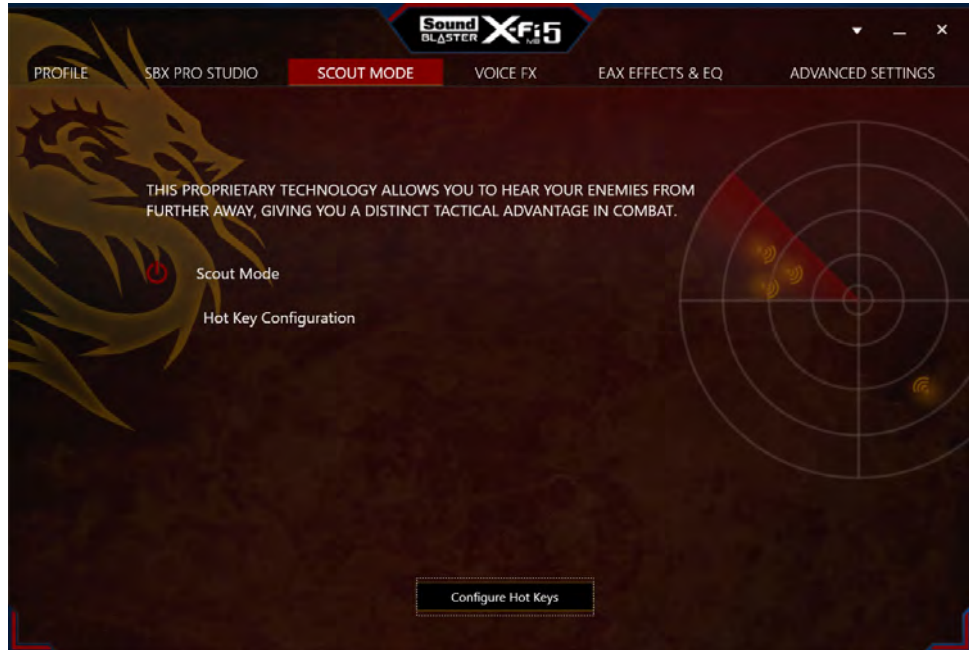 Sound
BLASTER X-Fi MB 5
PROFILE SBX PRO STUDIO SCOUT MODE VOICE FX EAX EFFECTS & EQ ADVANCED SETTINGS
THIS PROPRIETARY TECHNOLOGY ALLOWS YOU TO HEAR YOUR ENEMIES FROM
FURTHER AWAY, GIVING YOU A DISTINCT TACTICAL ADVANTAGE IN COMBAT.
Scout Mode
Hot Key Configuration
Configure Hot Keys